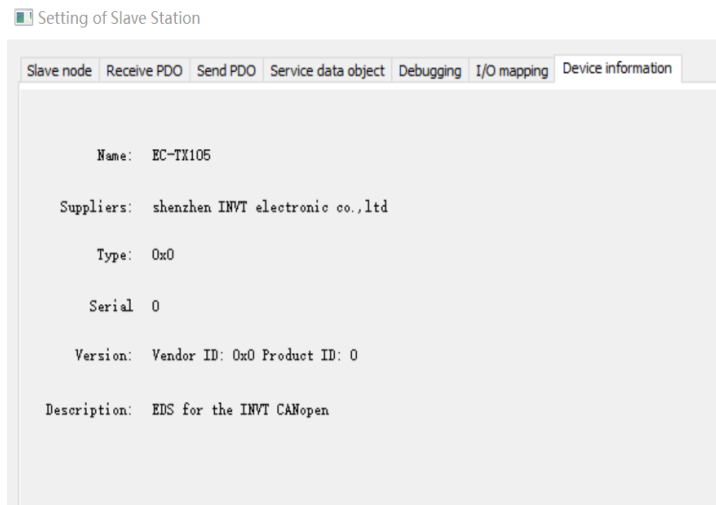 Setting of Slave Station
Slave node Receive PDO Send PDO Service data object Debugging I/O mapping Device information
Name: EC-TX105
Suppliers: shenzhen INVT electronic co.,ltd
Type: 0x0
Serial 0
Version: Vendor ID: 0x0 Product ID: 0
Description: EDS for the INVT CANopen